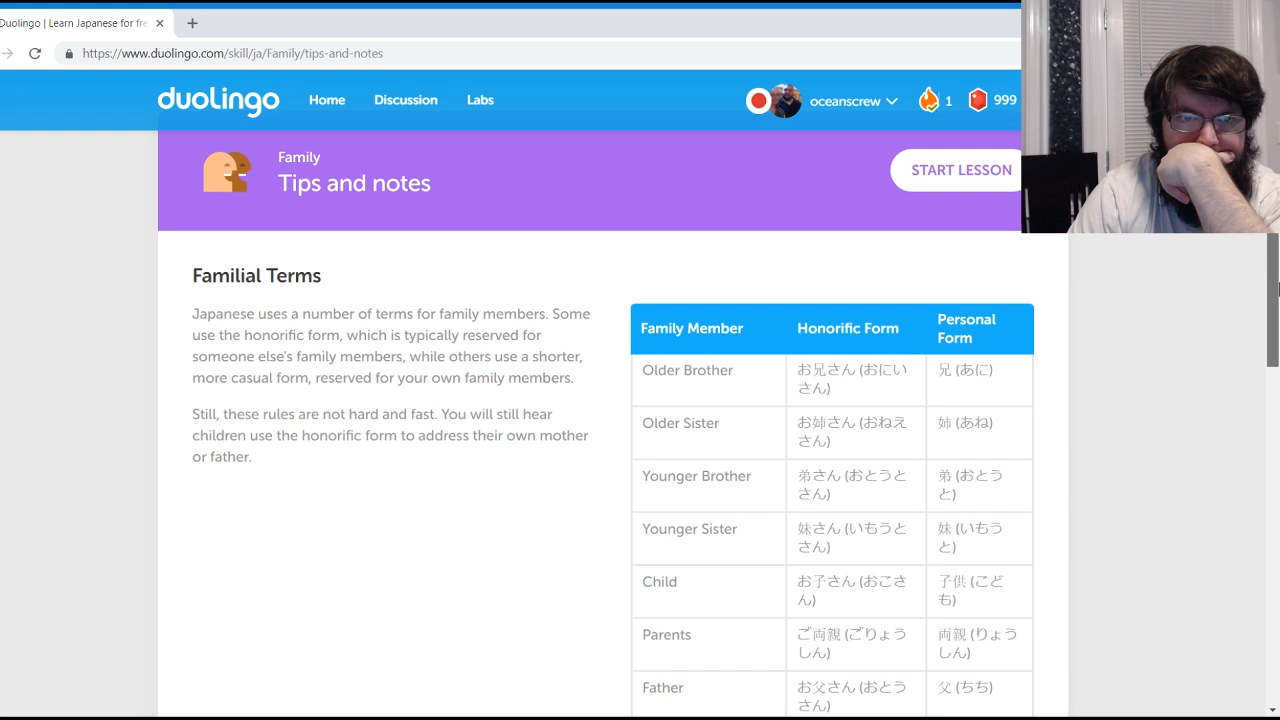 Duolingo | Learn Japanese for fre
https://www.duolingo.com/skill/ja/Family/tips-and-notes
duolingo Home Discussion Labs oceanscrew 1 999
Family
Tips and notes
START LESSON
Familial Terms
Japanese uses a number of terms for family members. Some
use the honorific form, which is typically reserved for
someone else's family members, while others use a shorter,
more casual form, reserved for your own family members.
Still, these rules are not hard and fast. You will still hear
children use the honorific form to address their own mother
or father.
Family Member
Honorific Form
Personal
Form
Older Brother
お兄さん (おにい
さん)
兄 (あに)
Older Sister
お姉さん (おねえ
さん)
姉 (あね)
Younger Brother
弟さん (おとうと
さん)
弟 (おとう
と)
Younger Sister
妹さん (いもうと
さん)
妹 (いもう
と)
Child
お子さん (おこさ
ん)
子供 (こど
も)
Parents
ご両親 (ごりょう
しん)
両親 (りょう
しん)
Father
お父さん (おとう
さん)
父 (ちち)